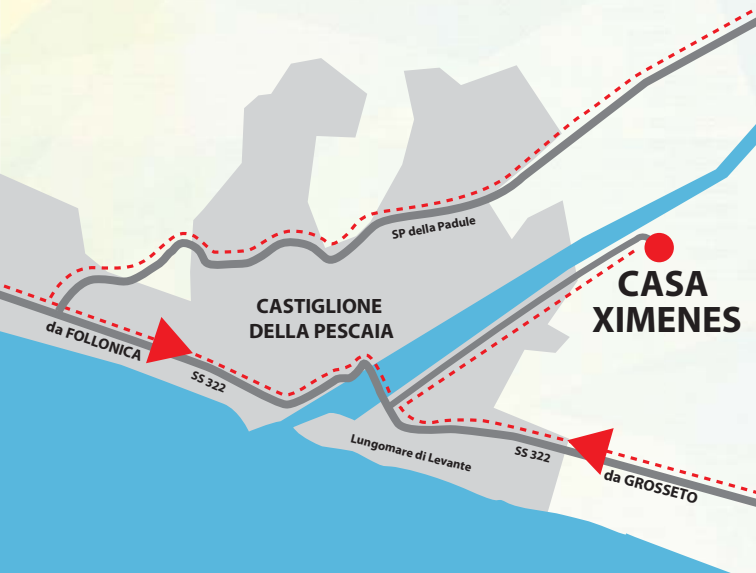 SP della Padule
CASA
XIMENES
CASTIGLIONE
DELLA PESCAIA
da FOLLONICA
SS 322
Lungomare di Levante
SS 322
da GROSSETO